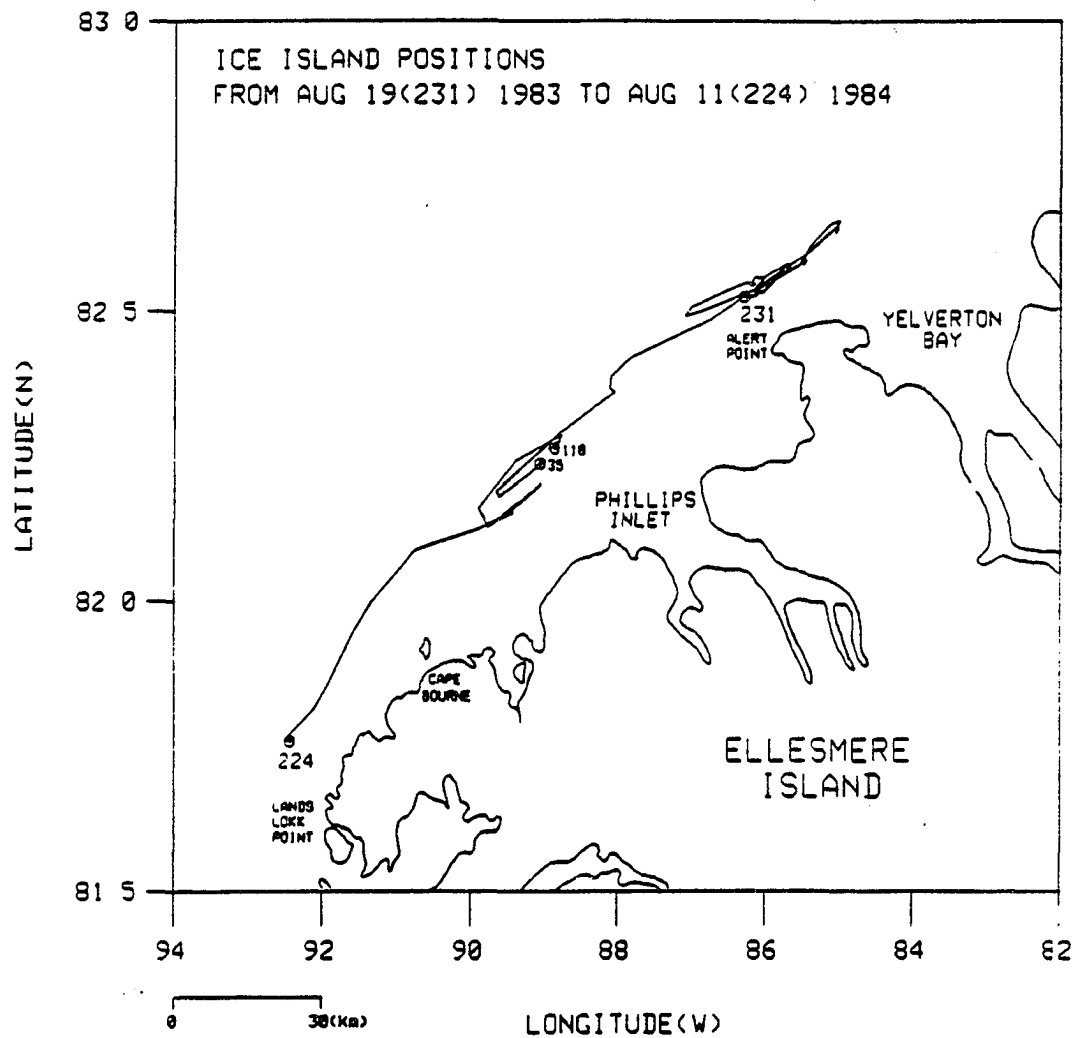 ICE ISLAND POSITIONS
FROM AUG 19(231) 1983 TO AUG 11(224) 1984
83 0
82 5
82 0
81 5
LATITUDE(N)
231
ALERT
POINT
YELVERTON
BAY
118
35
PHILLIPS
INLET
CAPE
BOURNE
224
LANDS
LOKK
POINT
ELLESMERE
ISLAND
94 92 90 88 86 84 82
0 30(Km)
LONGITUDE(W)